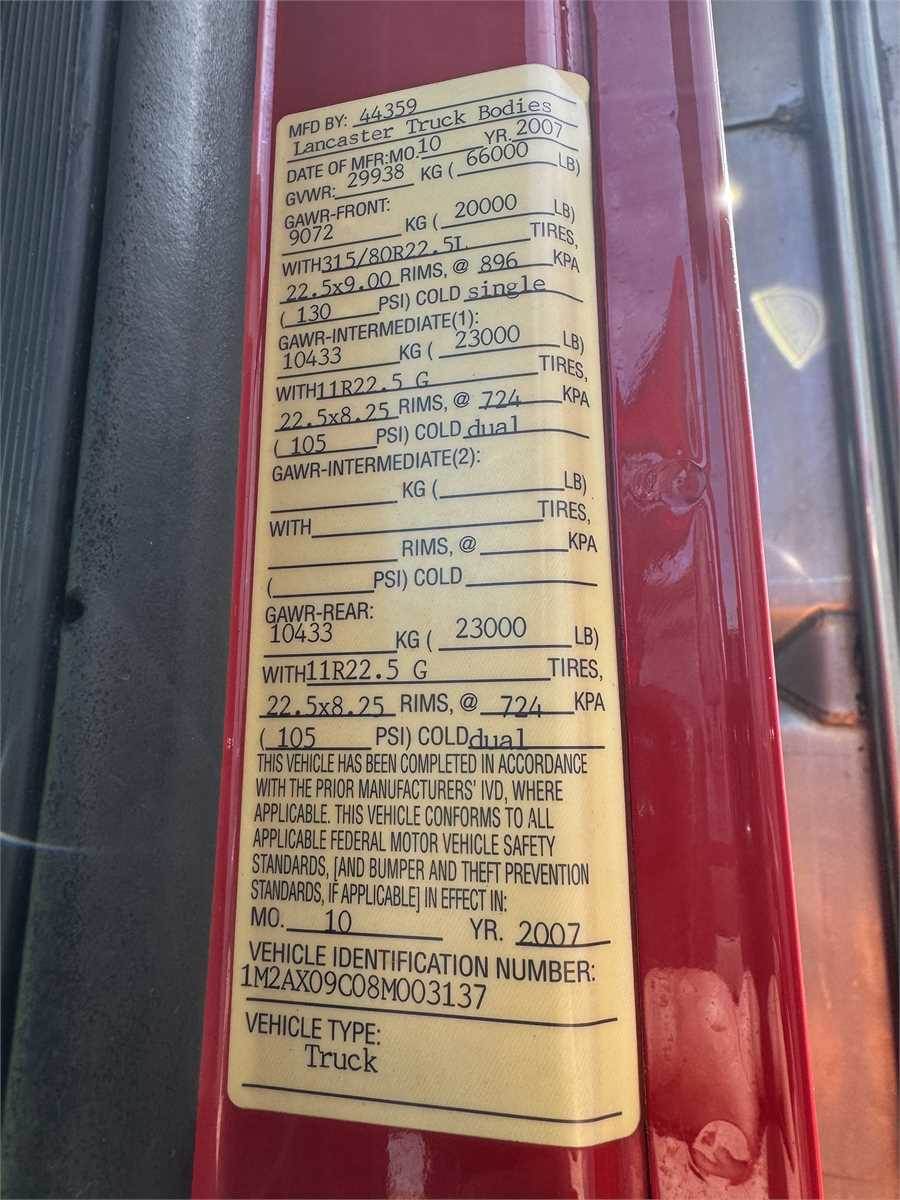 MFD BY: 44359
Lancaster Truck Bodies
DATE OF MFR:MO.10 YR.2007
GVWR: 29938 KG ( 66000 LB)
GAWR-FRONT:
9072 KG ( 20000 LB)
WITH315/80R22.5L TIRES,
22.5x9.00 RIMS, @ 896 KPA
( 130 PSI) COLD single
GAWR-INTERMEDIATE(1):
10433 KG ( 23000 LB)
WITH11R22.5 G TIRES,
22.5x8.25 RIMS, @ 724 KPA
( 105 PSI) COLD dual
GAWR-INTERMEDIATE(2):
KG ( LB)
WITH TIRES,
RIMS, @ KPA
( PSI) COLD
GAWR-REAR:
10433 KG ( 23000 LB)
WITH11R22.5 G TIRES,
22.5x8.25 RIMS, @ 724 KPA
( 105 PSI) COLD dual
THIS VEHICLE HAS BEEN COMPLETED IN ACCORDANCE
WITH THE PRIOR MANUFACTURERS' IVD, WHERE
APPLICABLE. THIS VEHICLE CONFORMS TO ALL
APPLICABLE FEDERAL MOTOR VEHICLE SAFETY
STANDARDS, [AND BUMPER AND THEFT PREVENTION
STANDARDS, IF APPLICABLE] IN EFFECT IN:
MO. 10 YR. 2007
VEHICLE IDENTIFICATION NUMBER:
1M2AX09C08M003137
VEHICLE TYPE:
Truck